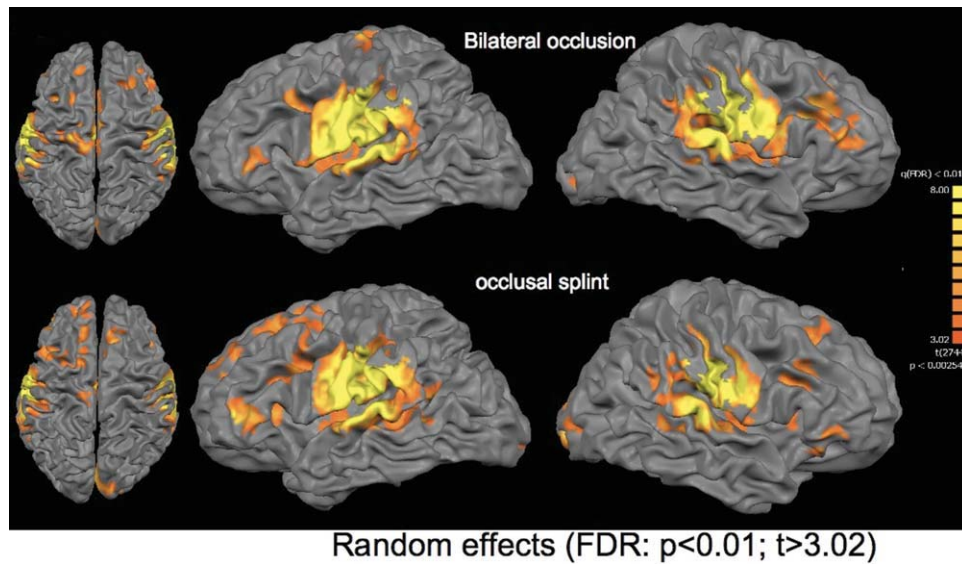 Bilateral occlusion
q(FDR) < 0.01
8.00
occlusal splint
3.02
p < 0.00254
Random effects (FDR: p<0.01; t>3.02)